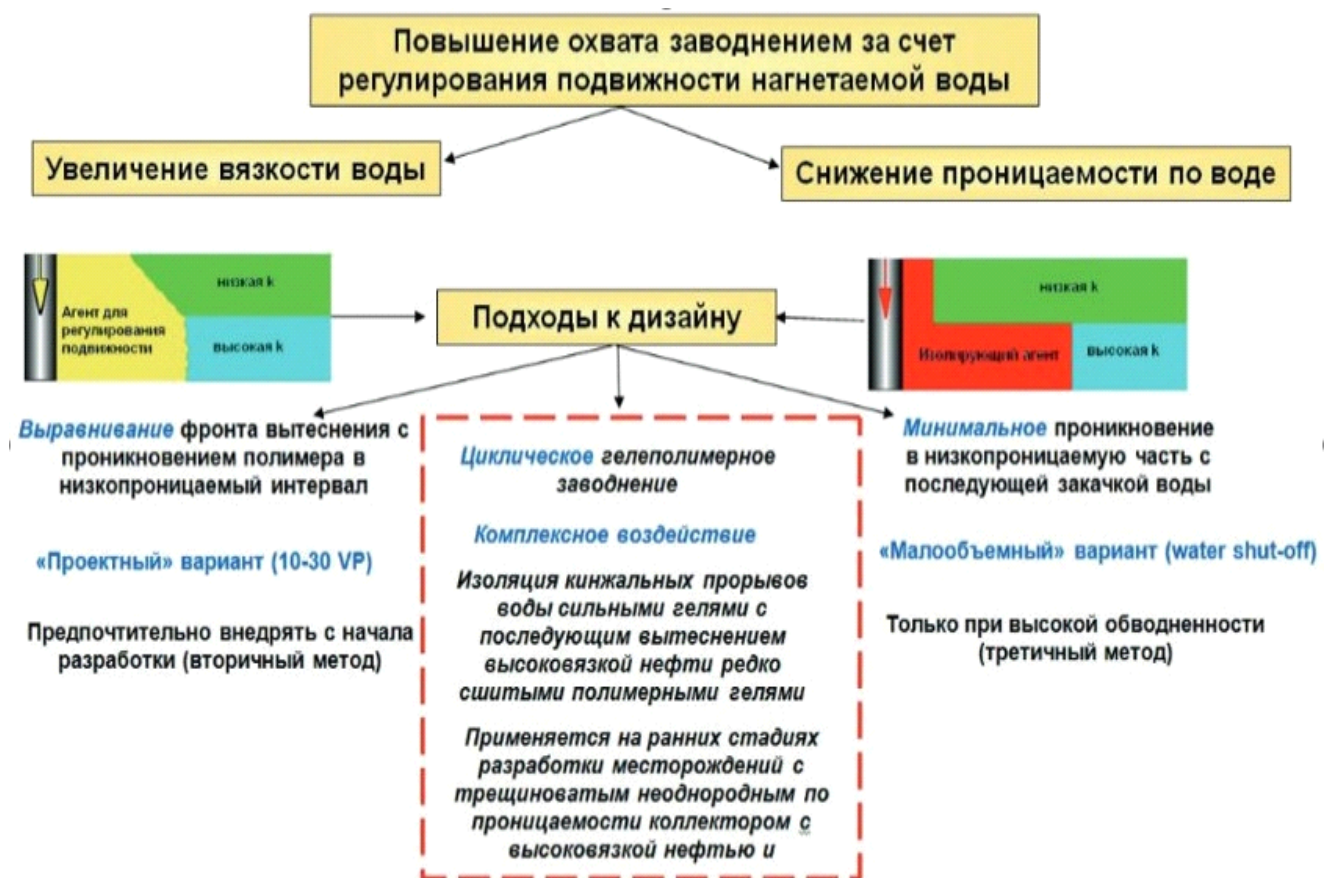 Повышение охвата заводнением за счет
регулирования подвижности нагнетаемой воды
Увеличение вязкости воды
Снижение проницаемости по воде
низкая k
Агент для
регулирования
подвижности
высокая k
Подходы к дизайну
низкая k
Изолирующий агент
высокая k
Выравнивание фронта вытеснения с
проникновением полимера в
низкопроницаемый интервал
«Проектный» вариант (10-30 VP)
Предпочтительно внедрять с начала
разработки (вторичный метод)
Циклическое гелеполимерное
заводнение
Комплексное воздействие
Изоляция кинжальных прорывов
воды сильными гелями с
последующим вытеснением
высоковязкой нефти редко
сшитыми полимерными гелями
Применяется на ранних стадиях
разработки месторождений с
трещиноватым неоднородным по
проницаемости коллектором с
высоковязкой нефтью и
Минимальное проникновение
в низкопроницаемую часть с
последующей закачкой воды
«Малообъемный» вариант (water shut-off)
Только при высокой обводненности
(третичный метод)